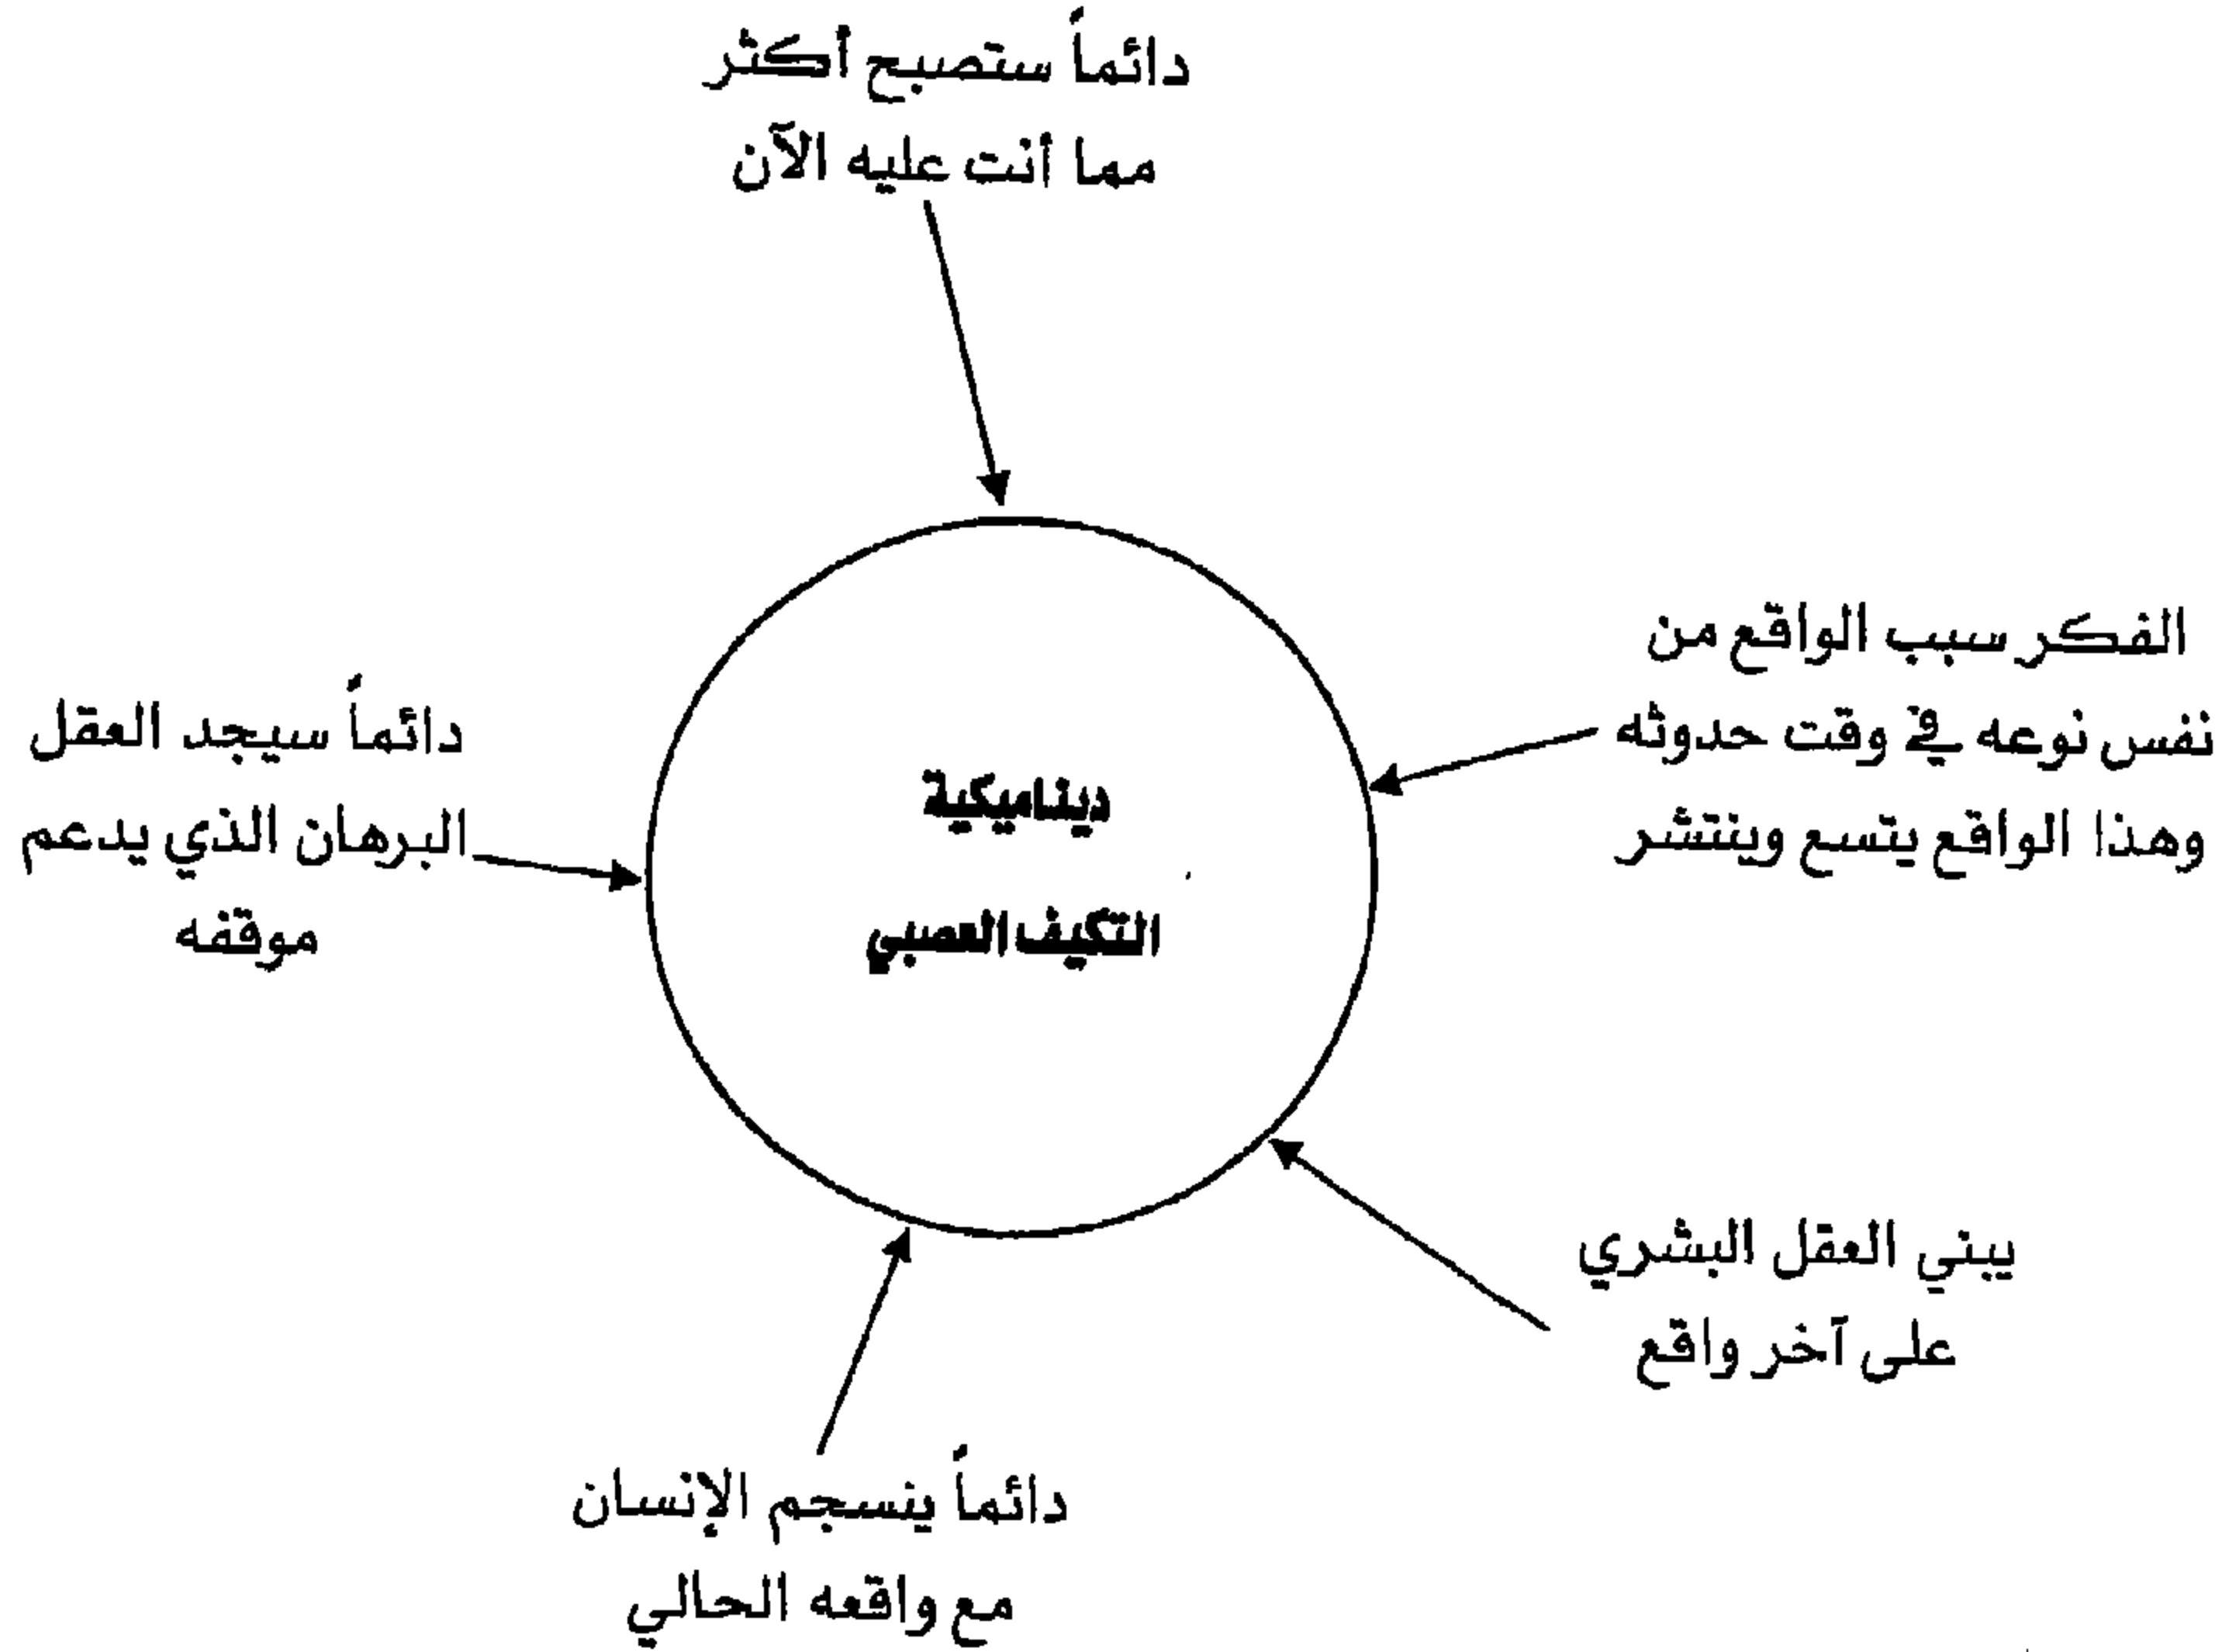 دائماً ستصبح أكثر
مما أنت عليه الآن
الفكر سبب الواقع من
نفس نوعه في وقت حدوثه
وهذا الواقع يتسع وينتشر
دائماً سيجد العقل
البرهان الذي يدعم
موقفه
ديناميكية
التكيف العصبي
يبني العقل البشري
على آخر واقع
دائماً ينسجم الإنسان
مع واقعه الحالي